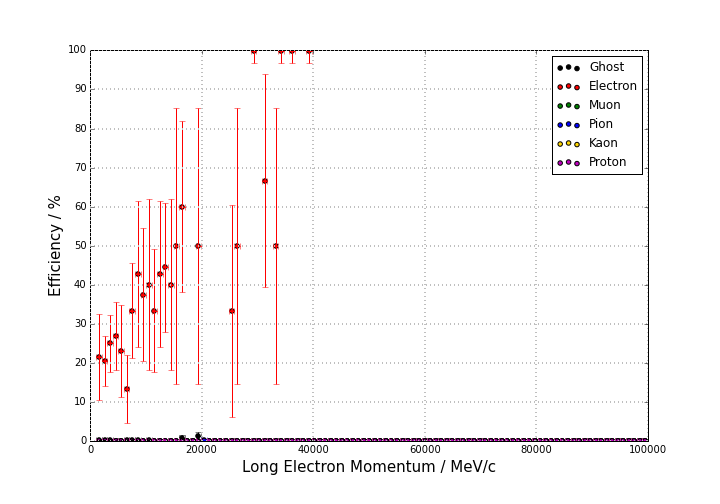 100
90
80
70
60
50
40
30
20
10
0
Efficiency / %
Ghost
Electron
Muon
Pion
Kaon
Proton
0 20000 40000 60000 80000 100000
Long Electron Momentum / MeV/c